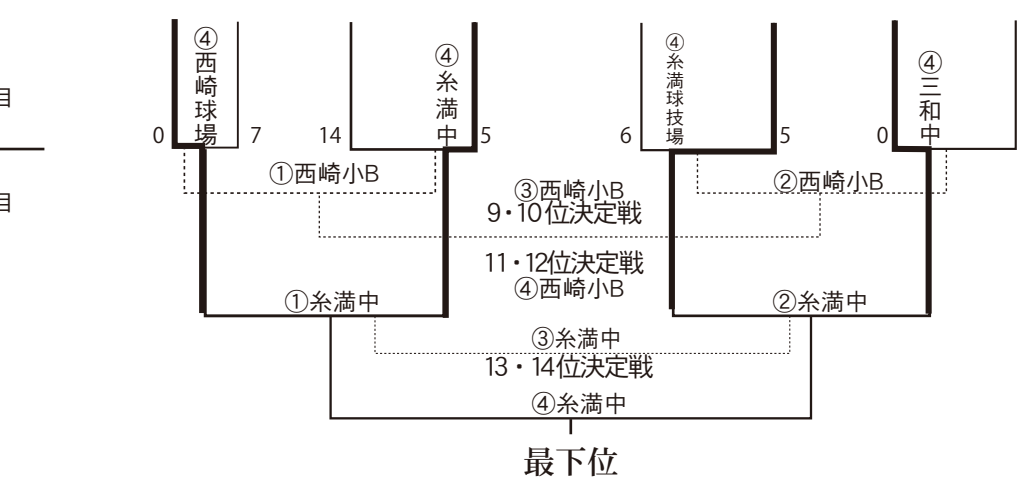 ④西崎球場
④糸満中
④糸満球技場
④三和中
目
0
7
14
5
6
5
0
①西崎小B
②西崎小B
目
③西崎小B
9・10位決定戦
11・12位決定戦
④西崎小B
①糸満中
②糸満中
③糸満中
13・14位決定戦
④糸満中
最下位